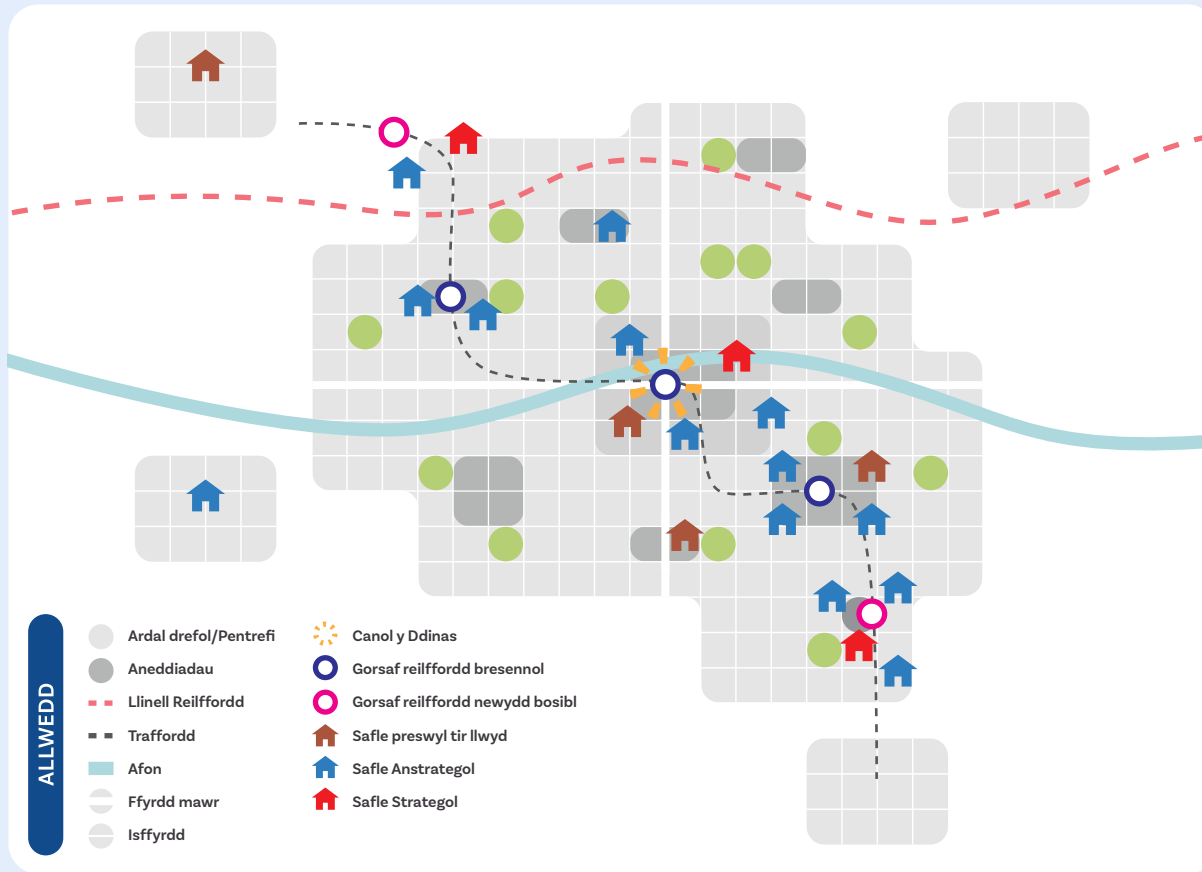 ALLWEDD
Ardal drefol/Pentrefi
Aneddiadau
Llinell Reilffordd
Traffordd
Afon
Ffyrdd mawr
Isffyrdd
Canol y Ddinas
Gorsaf reilffordd bresennol
Gorsaf reilffordd newydd bosibl
Safle preswyl tir llwyd
Safle Anstrategol
Safle Strategol